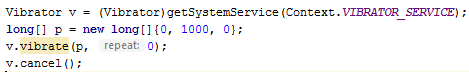 Vibrator v = (Vibrator)getSystemService(Context.VIBRATOR_SERVICE);
long[] p = new long[]{0, 1000, 0};
v.vibrate(p, repeat: 0);
v.cancel();